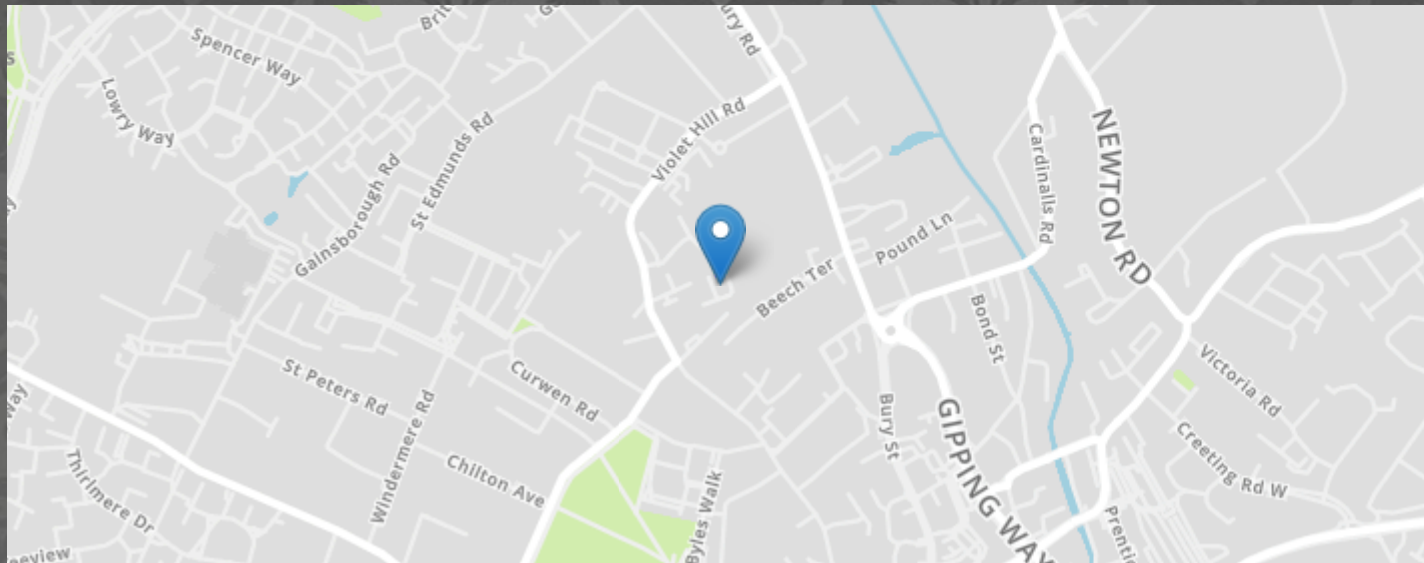 Spencer Way
Lowry Way
St Edmunds Rd
Gainsborough Rd
Violet Hill Rd
Cardinalls Rd
NEWTON RD
Pound Ln
Beech Ter
Bond St
St Peters Rd
Curwen Rd
Windermere Rd
Bury St
Victoria Rd
GIPPING WAY
Creeting Rd W
Thirlmere Dr
Chilton Ave
Byles Walk